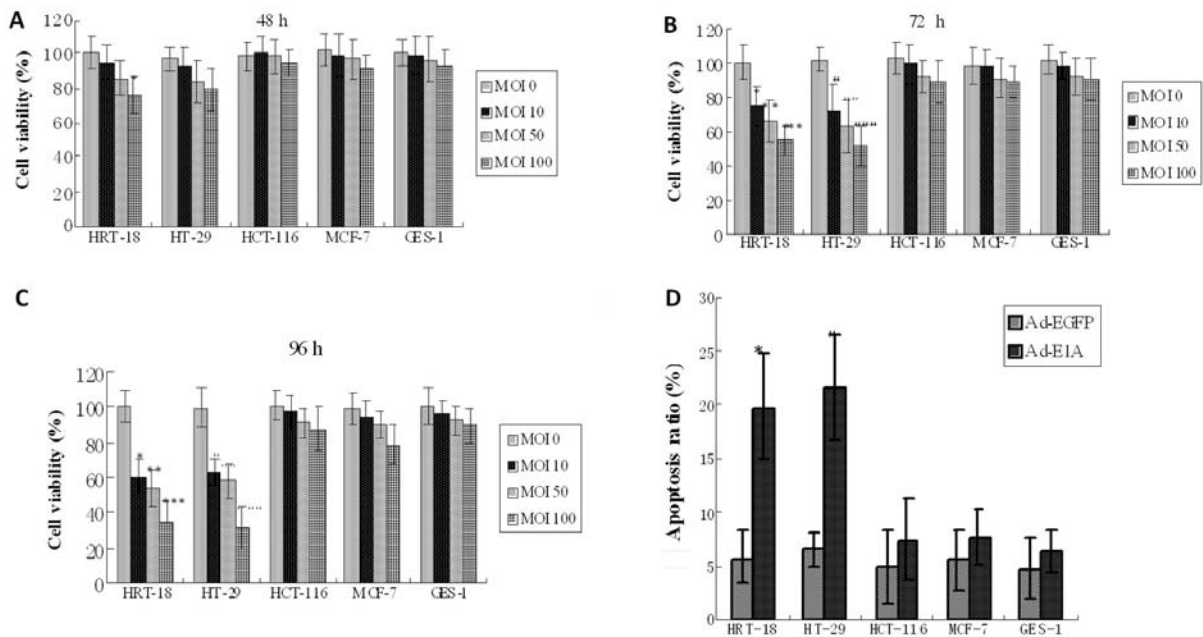 A
48 h
Cell viability (%)
120
100
80
60
40
20
0
HRT-18 HT-29 HCT-116 MCF-7 GES-1
MOI 0
MOI 10
MOI 50
MOI 100
B
72 h
Cell viability (%)
120
100
80
60
40
20
0
HRT-18 HT-29 HCT-116 MCF-7 GES-1
MOI 0
MOI 10
MOI 50
MOI 100
*
**
***
#
C
96 h
Cell viability (%)
120
100
80
60
40
20
0
HRT-18 HT-29 HCT-116 MCF-7 GES-1
MOI 0
MOI 10
MOI 50
MOI 100
*
**
***
D
Apoptosis ratio (%)
30
25
20
15
10
5
0
HRT-18 HT-29 HCT-116 MCF-7 GES-1
Ad-EGFP
Ad-E1A
*